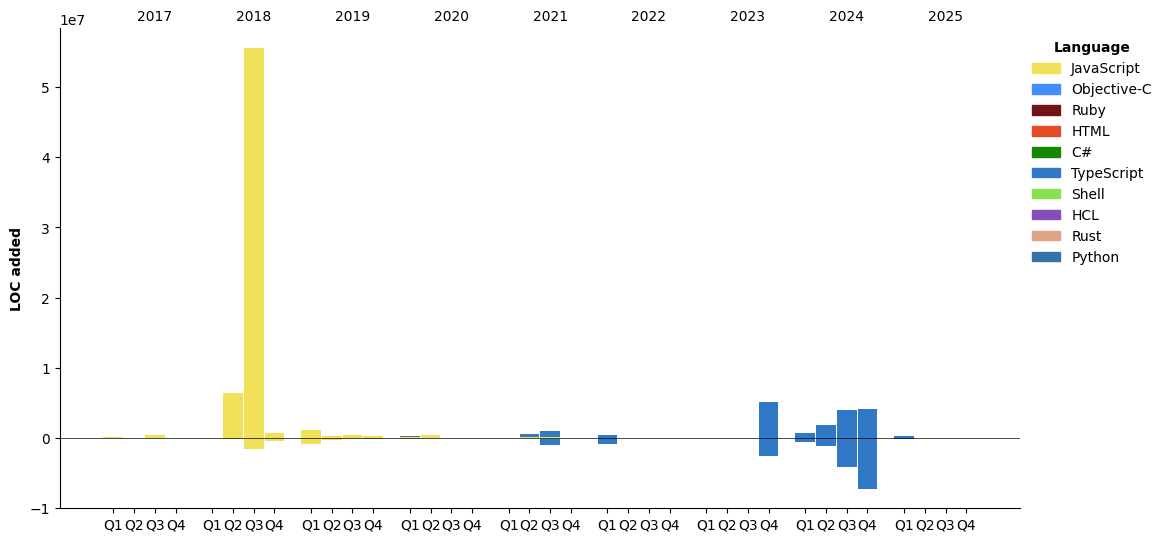 2017 2018 2019 2020 2021 2022 2023 2024 2025
1e7
Language
JavaScript
Objective-C
Ruby
HTML
C#
TypeScript
Shell
HCL
Rust
Python
LOC added
5
4
3
2
1
0
−1
Q1 Q2 Q3 Q4 Q1 Q2 Q3 Q4 Q1 Q2 Q3 Q4 Q1 Q2 Q3 Q4 Q1 Q2 Q3 Q4 Q1 Q2 Q3 Q4 Q1 Q2 Q3 Q4 Q1 Q2 Q3 Q4 Q1 Q2 Q3 Q4